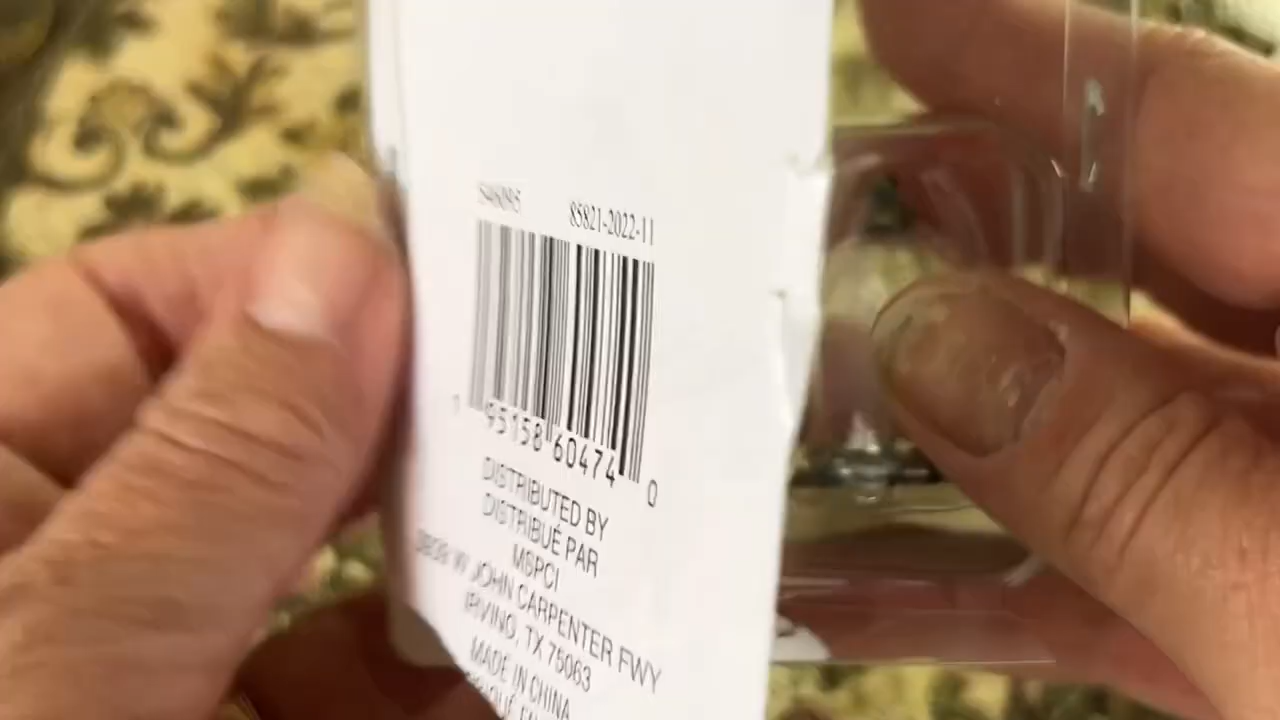 85821-2022-11
1 95158 60474 0
DISTRIBUTED BY
DISTRIBUÉ PAR
MSPCI
W JOHN CARPENTER FWY
IRVING, TX 75063
MADE IN CHINA